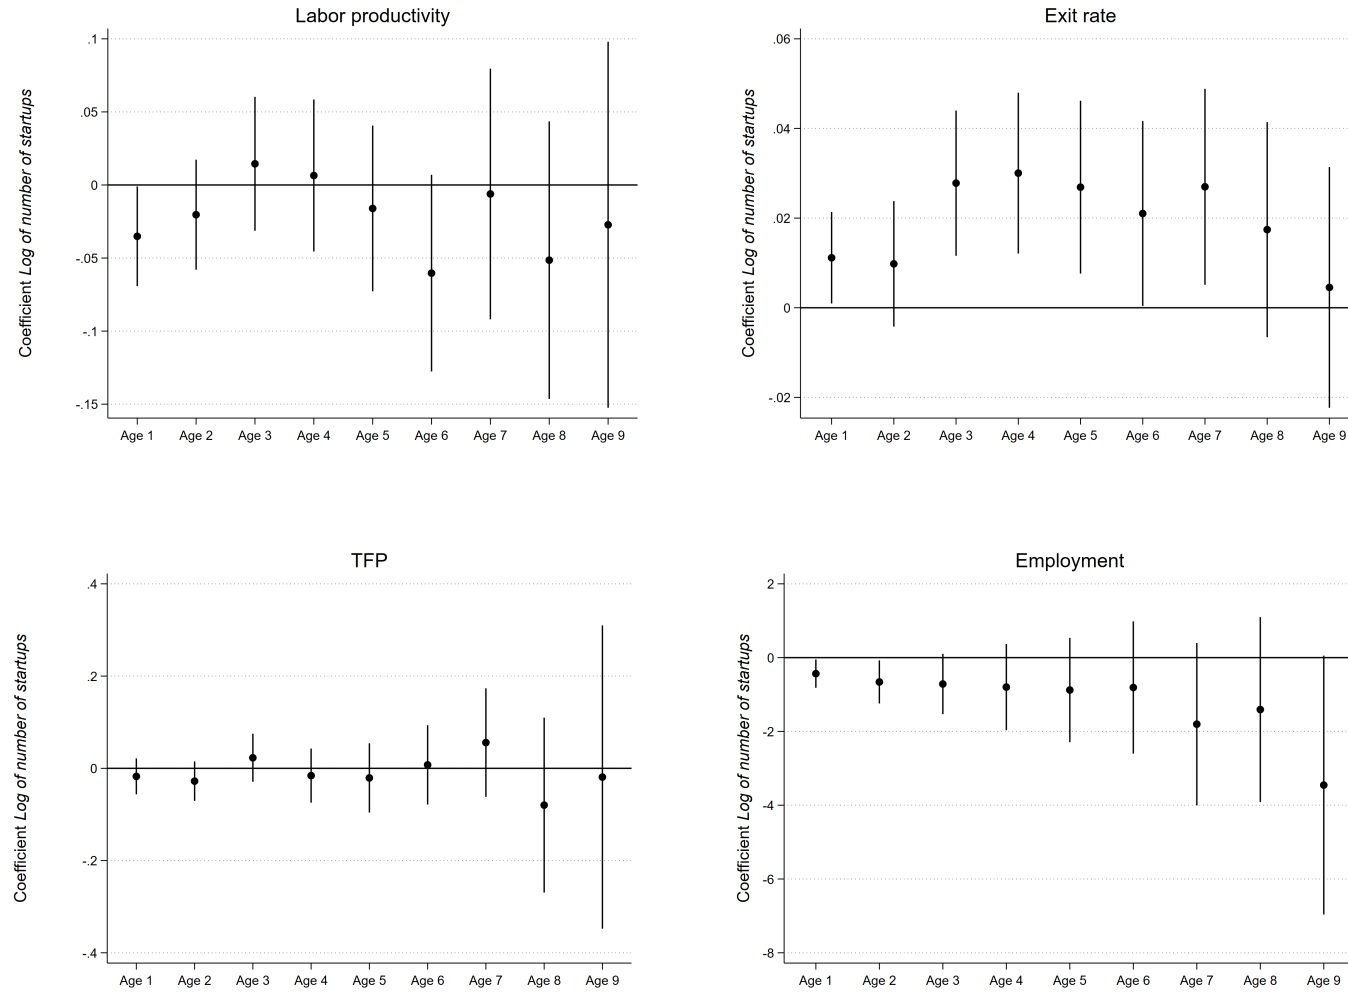 Labor productivity
Coefficient Log of number of startups
.1
.05
0
-.05
-.1
-.15
Age 1 Age 2 Age 3 Age 4 Age 5 Age 6 Age 7 Age 8 Age 9
Exit rate
Coefficient Log of number of startups
.06
.04
.02
0
-.02
Age 1 Age 2 Age 3 Age 4 Age 5 Age 6 Age 7 Age 8 Age 9
TFP
Coefficient Log of number of startups
.4
.2
0
-.2
-.4
Age 1 Age 2 Age 3 Age 4 Age 5 Age 6 Age 7 Age 8 Age 9
Employment
Coefficient Log of number of startups
2
0
-2
-4
-6
-8
Age 1 Age 2 Age 3 Age 4 Age 5 Age 6 Age 7 Age 8 Age 9